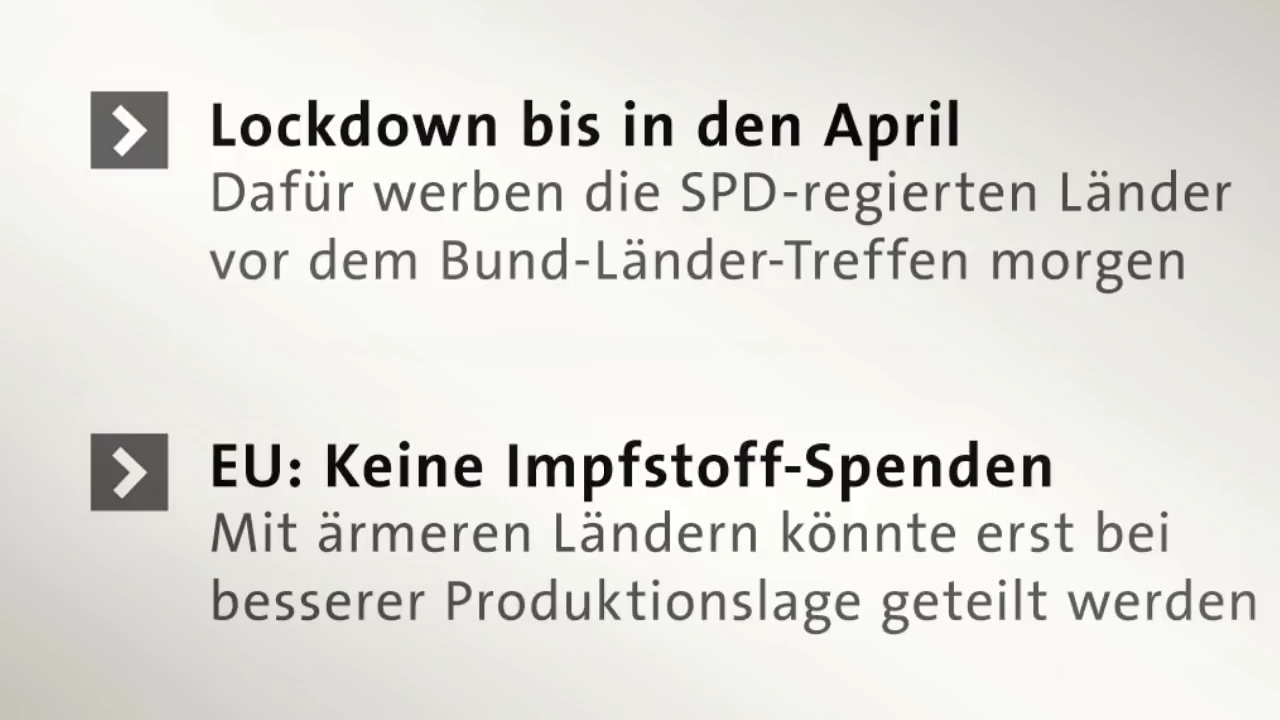 Lockdown bis in den April
Dafür werben die SPD-regierten Länder
vor dem Bund-Länder-Treffen morgen
EU: Keine Impfstoff-Spenden
Mit ärmeren Ländern könnte erst bei
besserer Produktionslage geteilt werden